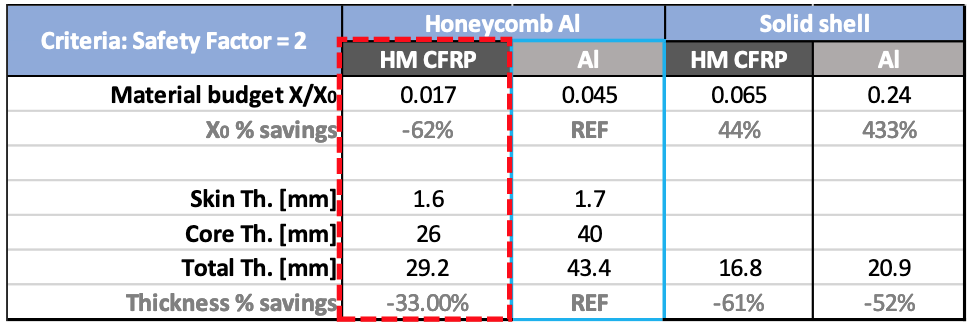 Criteria: Safety Factor = 2 Honeycomb Al Solid shell
HM CFRP Al HM CFRP Al
Material budget X/X₀ 0.017 0.045 0.065 0.24
X₀ % savings -62% REF 44% 433%
Skin Th. [mm] 1.6 1.7
Core Th. [mm] 26 40
Total Th. [mm] 29.2 43.4 16.8 20.9
Thickness % savings -33.00% REF -61% -52%